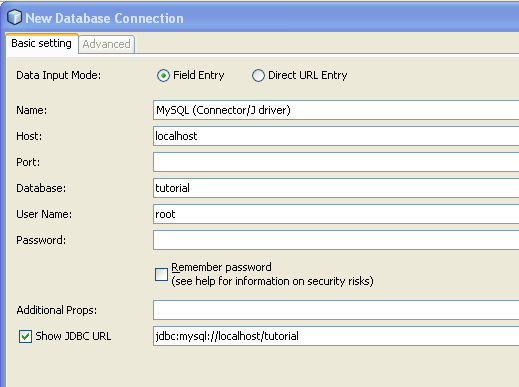 New Database Connection
Basic setting Advanced
Data Input Mode: Field Entry Direct URL Entry
Name: MySQL (Connector/J driver)
Host: localhost
Port:
Database: tutorial
User Name: root
Password:
Remember password
(see help for information on security risks)
Additional Props:
Show JDBC URL jdbc:mysql://localhost/tutorial